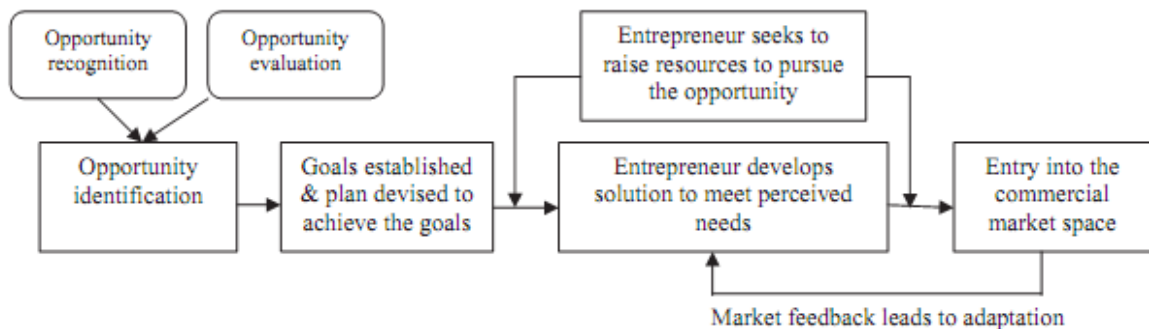 Opportunity
recognition
Opportunity
evaluation
Entrepreneur seeks to
raise resources to pursue
the opportunity
Opportunity
identification
Goals established
& plan devised to
achieve the goals
Entrepreneur develops
solution to meet perceived
needs
Entry into the
commercial
market space
Market feedback leads to adaptation